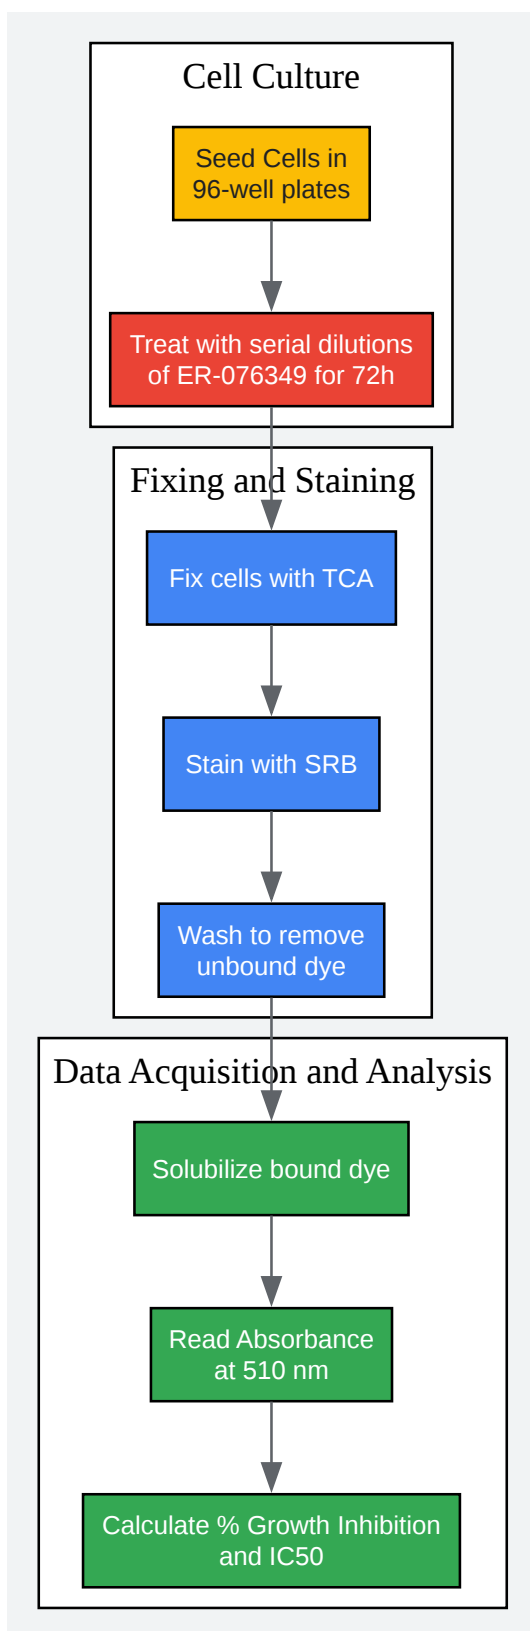 Cell Culture
Seed Cells in
96-well plates
Treat with serial dilutions
of ER-076349 for 72h
Fixing and Staining
Fix cells with TCA
Stain with SRB
Wash to remove
unbound dye
Data Acquisition and Analysis
Solubilize bound dye
Read Absorbance
at 510 nm
Calculate % Growth Inhibition
and IC50